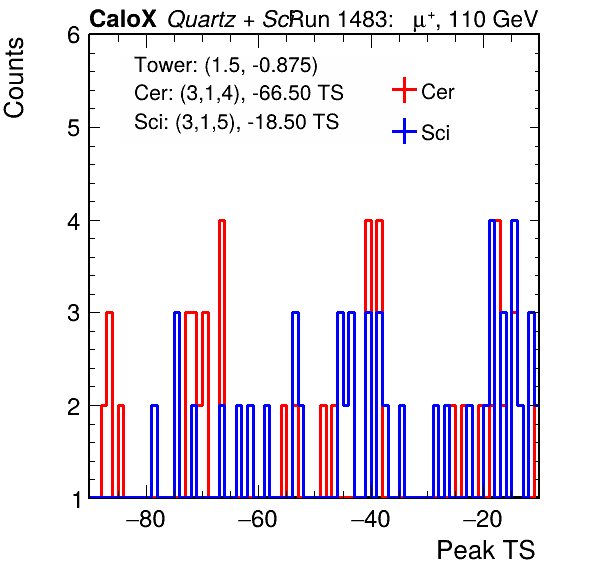 CaloX Quartz + Sci Run 1483: μ⁺, 110 GeV
Counts
Tower: (1.5, -0.875)
Cer: (3,1,4), -66.50 TS
Sci: (3,1,5), -18.50 TS
Cer
Sci
6
5
4
3
2
1
−80 −60 −40 −20
Peak TS